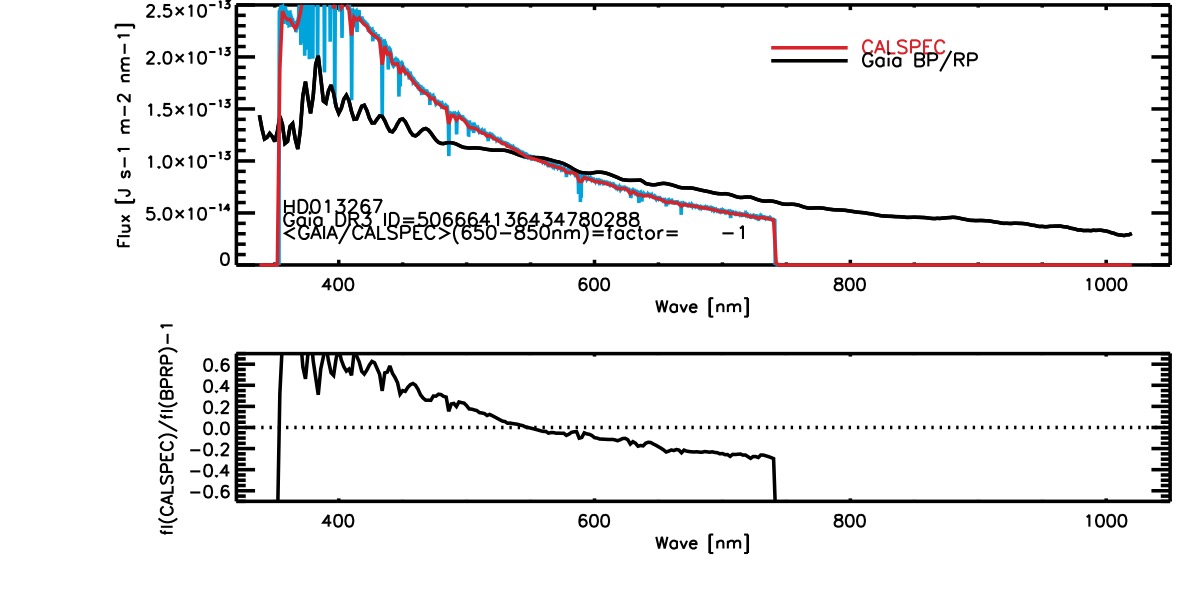 2.5×10−13
2.0×10−13
1.5×10−13
1.0×10−13
5.0×10−14
0
Flux [J s−1 m−2 nm−1]
CALSPEC
Gaia BP/RP
HD013267
Gaia DR3 ID=506664136434780288
<GAIA/CALSPEC>(650−850nm)=factor= −1
400 600 800 1000
Wave [nm]
0.6
0.4
0.2
0.0
−0.2
−0.4
−0.6
fl(CALSPEC)/fl(BPRP)−1
400 600 800 1000
Wave [nm]